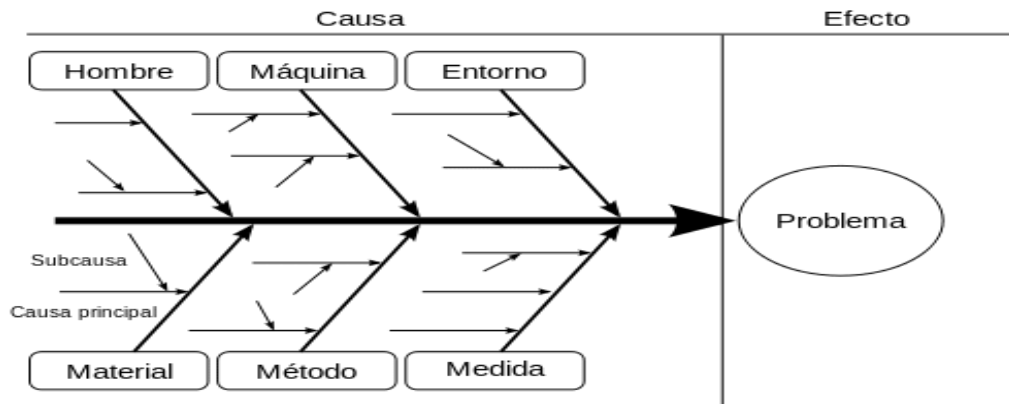 Causa
Efecto
Hombre
Máquina
Entorno
Problema
Subcausa
Causa principal
Material
Método
Medida